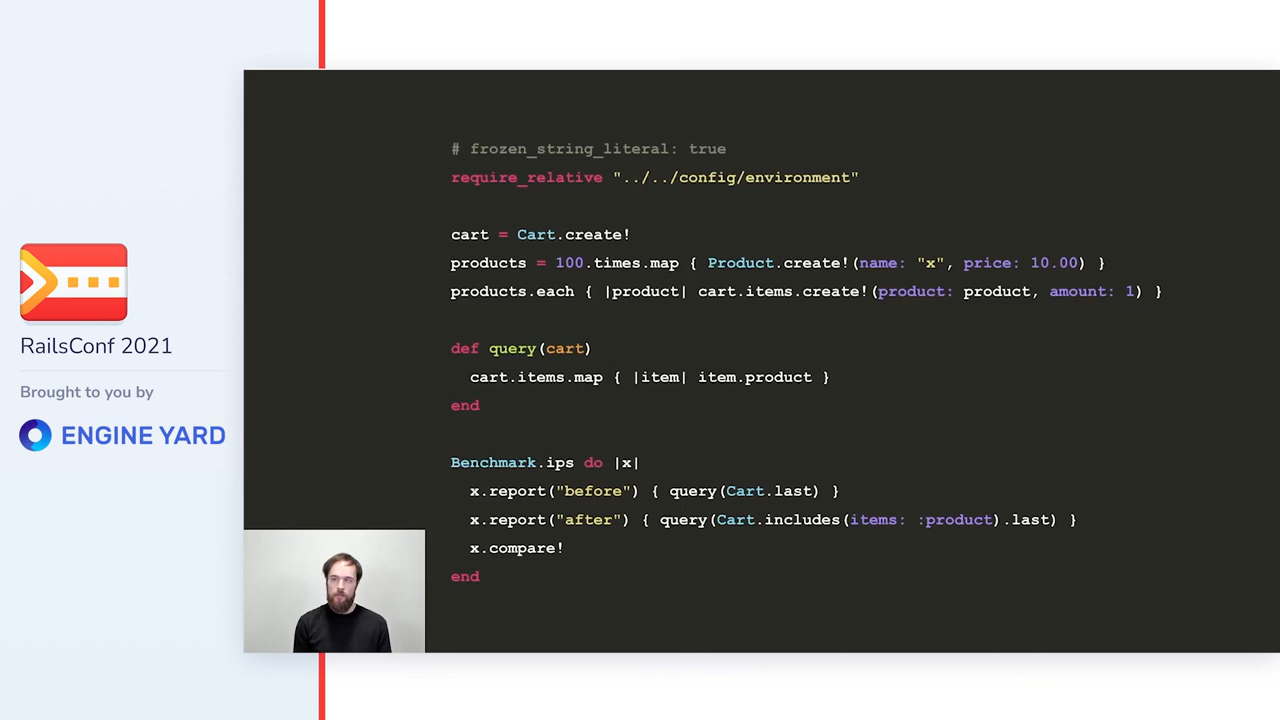 RailsConf 2021
Brought to you by
ENGINE YARD
# frozen_string_literal: true
require_relative "../../config/environment"
cart = Cart.create!
products = 100.times.map { Product.create!(name: "x", price: 10.00) }
products.each { |product| cart.items.create!(product: product, amount: 1) }
def query(cart)
cart.items.map { |item| item.product }
end
Benchmark.ips do |x|
x.report("before") { query(Cart.last) }
x.report("after") { query(Cart.includes(items: :product).last) }
x.compare!
end